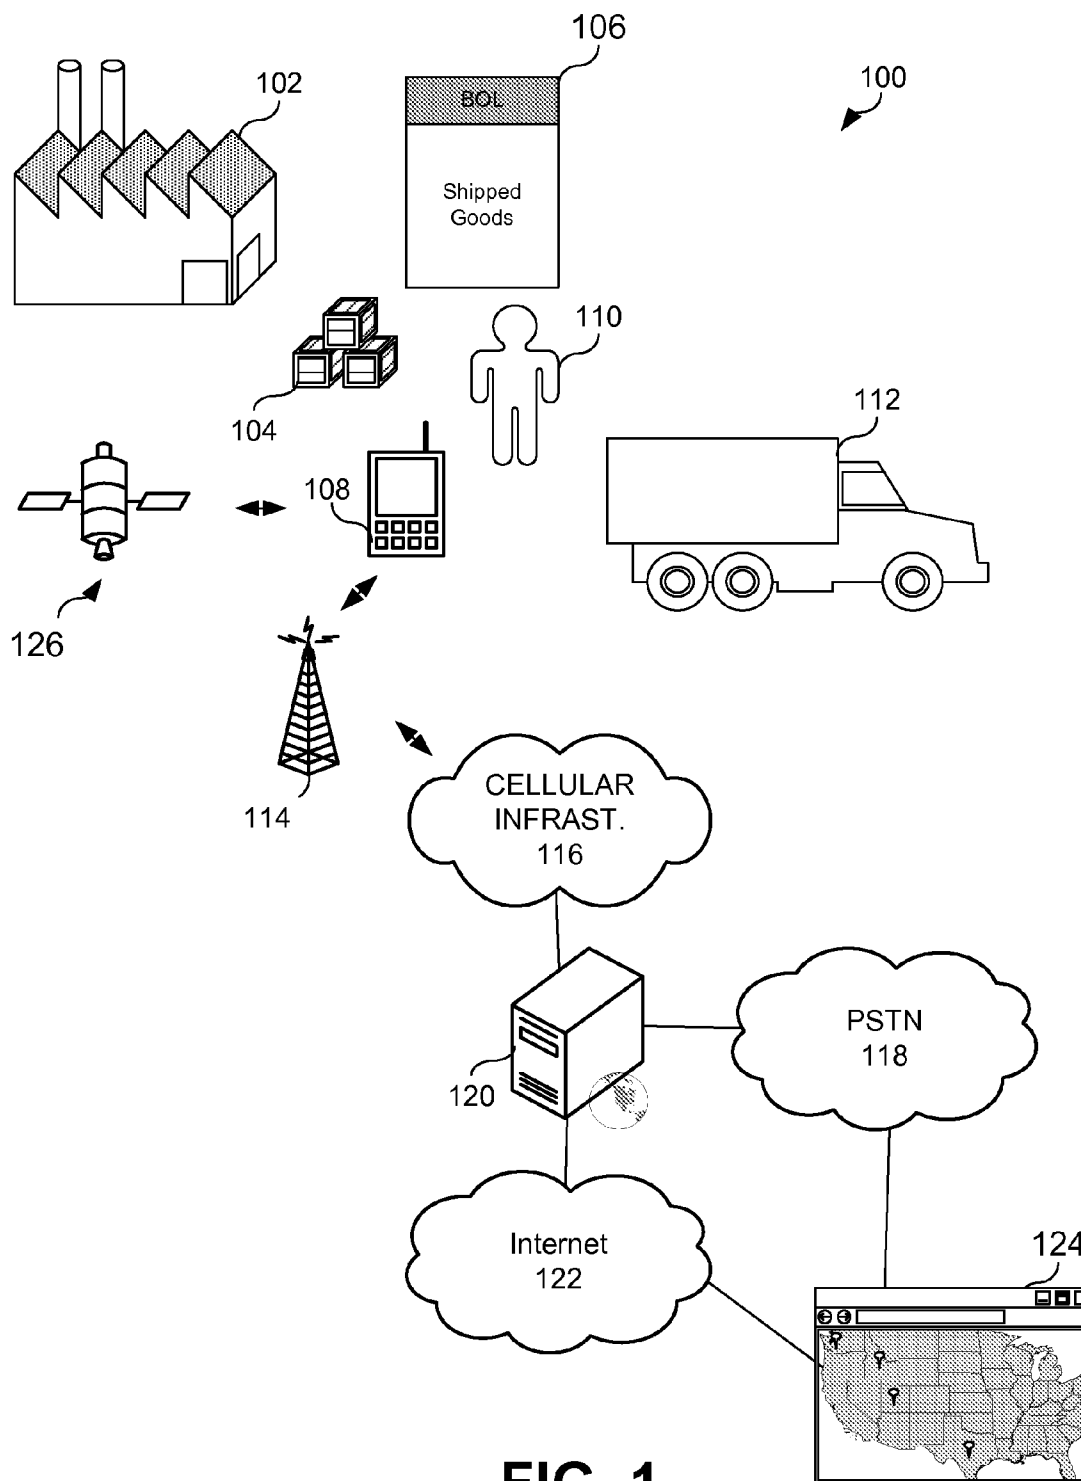 106
100
102
BOL
Shipped
Goods
110
112
104
108
126
114
CELLULAR
INFRAST.
116
PSTN
118
120
Internet
122
124
FIG. 1